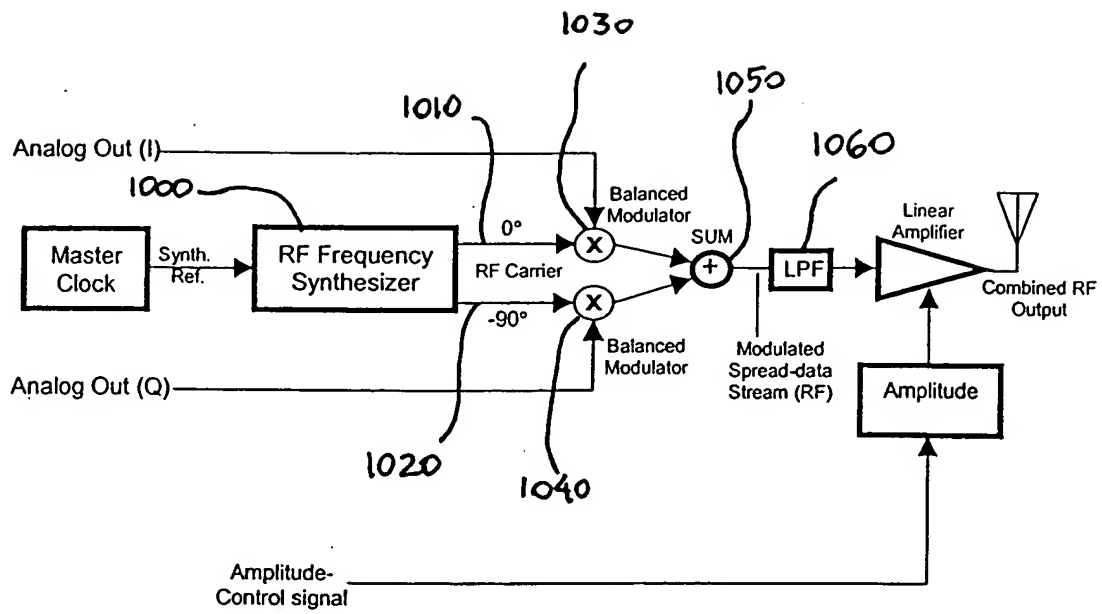 1030
1050
1010
1060
Analog Out (I)
1000
Balanced
Modulator
Linear
Amplifier
SUM
0°
Master
Clock
Synth.
Ref.
RF Frequency
Synthesizer
RF Carrier
X
+
LPF
-90°
X
Combined RF
Output
Balanced
Modulator
Modulated
Spread-data
Stream (RF)
Analog Out (Q)
Amplitude
1020
1040
Amplitude-
Control signal